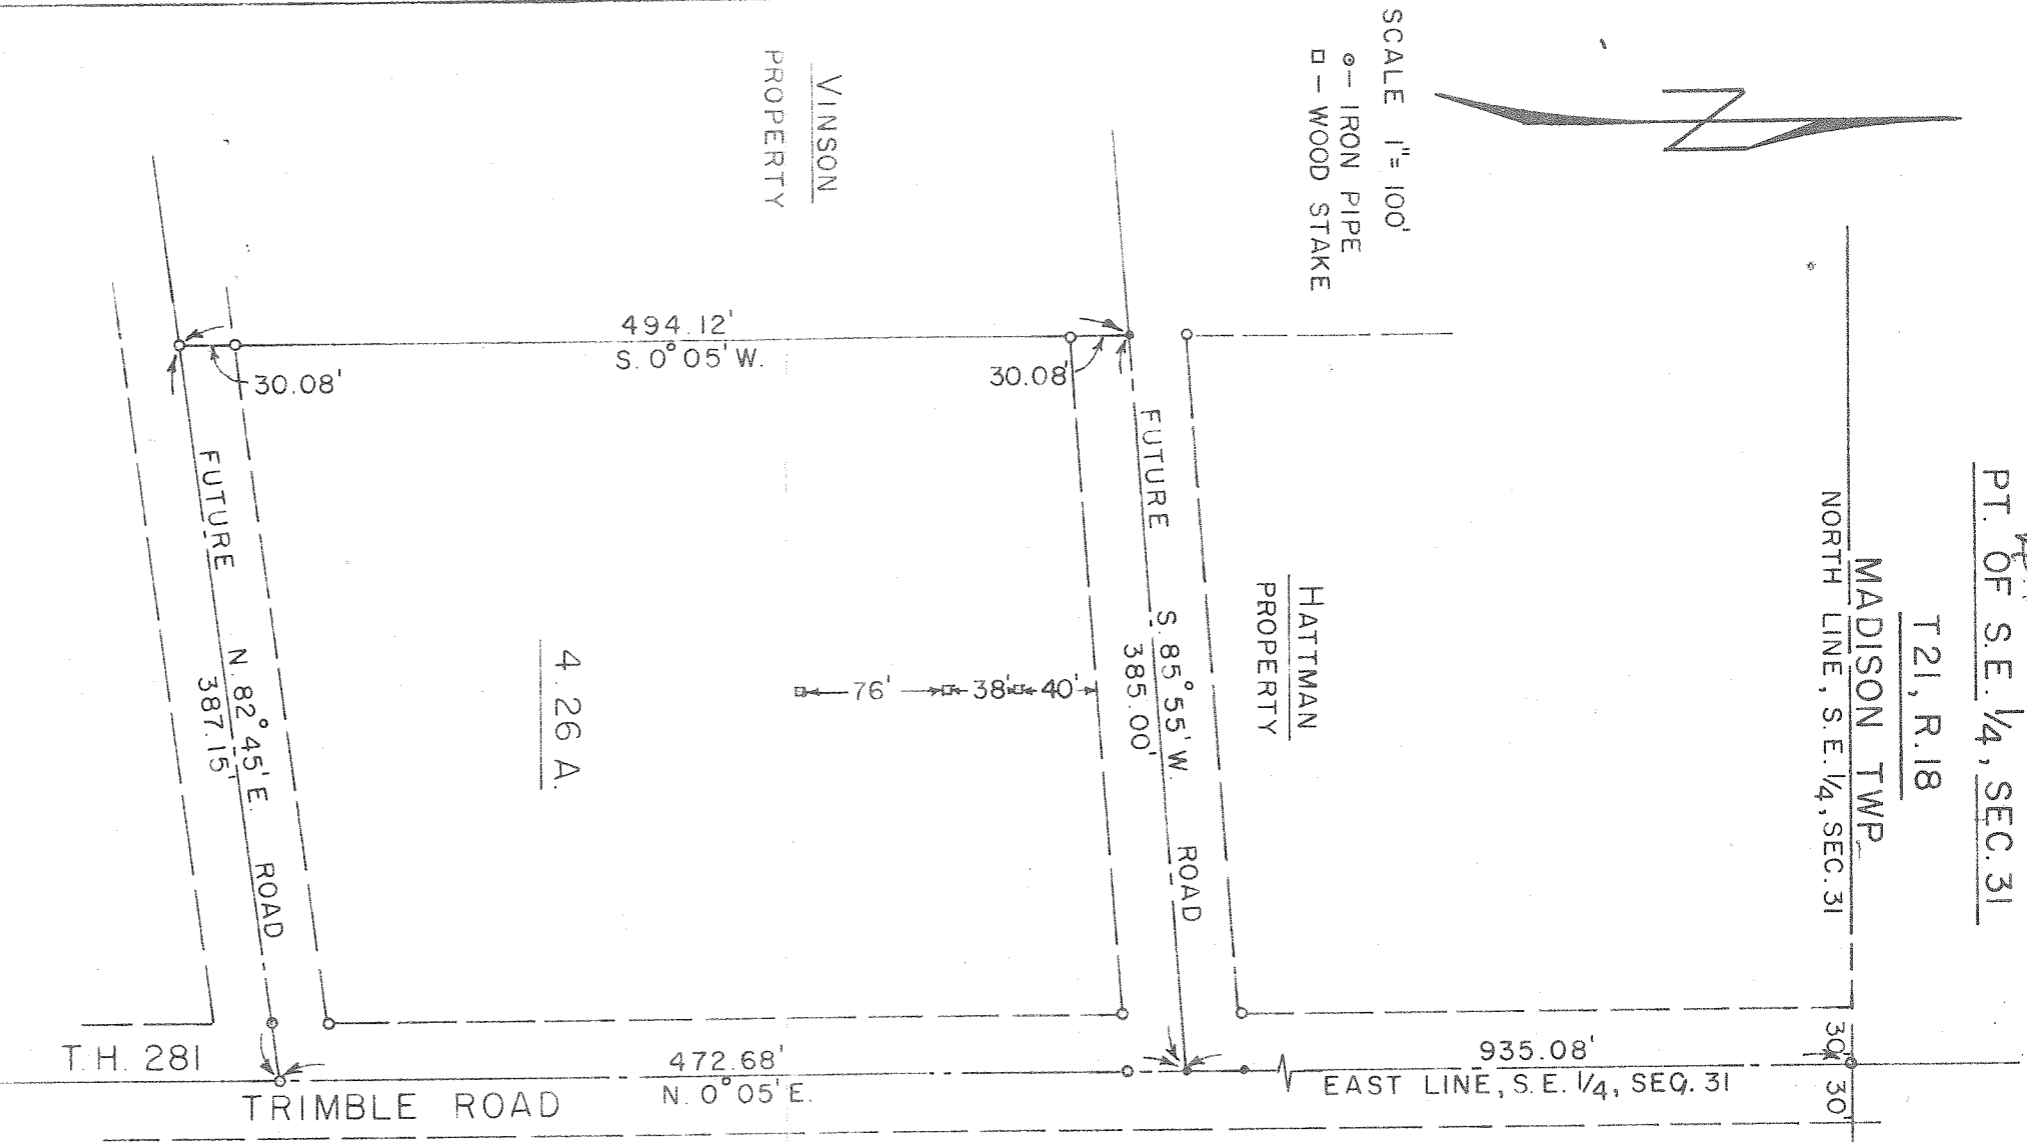 PT. OF S.E. 1/4, SEC. 31
T 21, R. 18
MADISON TWP.
NORTH LINE, S.E. 1/4, SEC. 31
SCALE 1"= 100'
⊙— IRON PIPE
□ — WOOD STAKE
VINSON
PROPERTY
HATTMAN
PROPERTY
494.12'
S. 0° 05' W.
30.08'
30.08'
FUTURE S. 85° 55' W. ROAD
385.00'
FUTURE N. 82° 45' E. ROAD
387.15'
76' 38' 40'
4. 26 A.
T. H. 281
472.68'
N. 0° 05' E.
TRIMBLE ROAD
935.08'
EAST LINE, S.E. 1/4, SEC. 31
30'
30'